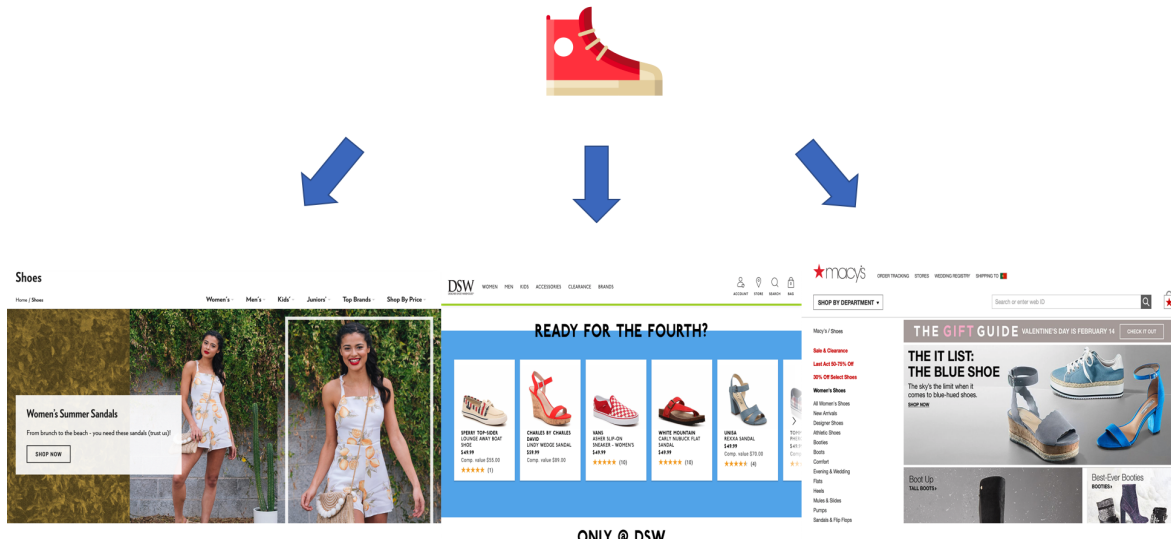 Shoes
Home / Shoes
Women's Men's Kids' Juniors' Top Brands Shop By Price
Women's Summer Sandals
From brunch to the beach - you need these sandals (trust us)!
SHOP NOW
DSW
WOMEN MEN KIDS ACCESSORIES CLEARANCE BRANDS
ACCOUNT STORE SEARCH BAG
READY FOR THE FOURTH?
SPERRY TOP-SIDER
LOUNGE AWAY BOAT
SHOE
$49.99
Comp. value $55.00
(1)
CHARLES BY CHARLES
DAVID
LINDY WEDGE SANDAL
$39.99
Comp. value $89.00
VANS
ASHER SLIP-ON
SNEAKER - WOMEN'S
$49.99
(10)
WHITE MOUNTAIN
CARLY NUBUCK FLAT
SANDAL
$49.99
(10)
UNISA
REXXA SANDAL
$49.99
Comp. value $70.00
(4)
ONLY @ DSW
macy's
ORDER TRACKING STORES WEDDING REGISTRY SHIPPING TO
SHOP BY DEPARTMENT
Search or enter web ID
Macy's / Shoes
Sale & Clearance
Last Act 50-75% Off
30% Off Select Shoes
Women's Shoes
All Women's Shoes
New Arrivals
Designer Shoes
Athletic Shoes
Booties
Boots
Comfort
Evening & Wedding
Flats
Heels
Mules & Slides
Pumps
Sandals & Flip Flops
THE GIFT GUIDE VALENTINE'S DAY IS FEBRUARY 14 CHECK IT OUT
THE IT LIST:
THE BLUE SHOE
The sky's the limit when it
comes to blue-hued shoes.
SHOP NOW
Boot Up
TALL BOOTS
Best-Ever Booties
BOOTIES